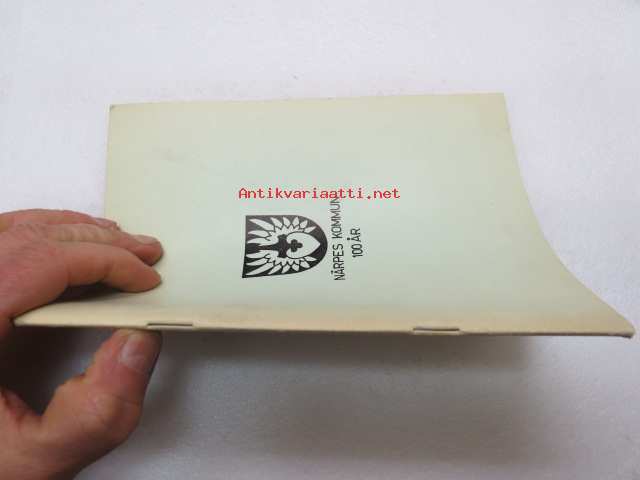 Antikvariaatti.net
NÄRPES KOMMUN
100 ÅR